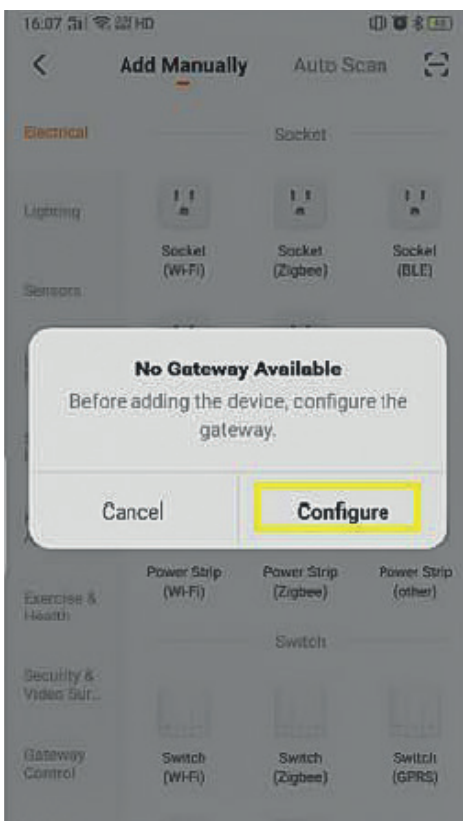 16:07 HD
Add Manually Auto Scan
Electrical
Socket
Lighting
Socket Socket Socket
(Wi-Fi) (Zigbee) (BLE)
Sensors
No Gateway Available
Before adding the device, configure the
gateway.
Cancel Configure
Power Strip Power Strip Power Strip
(Wi-Fi) (Zigbee) (other)
Exercise &
Health
Switch
Security &
Video Sur...
Switch Switch Switch
(Wi-Fi) (Zigbee) (GPRS)
Gateway
Control